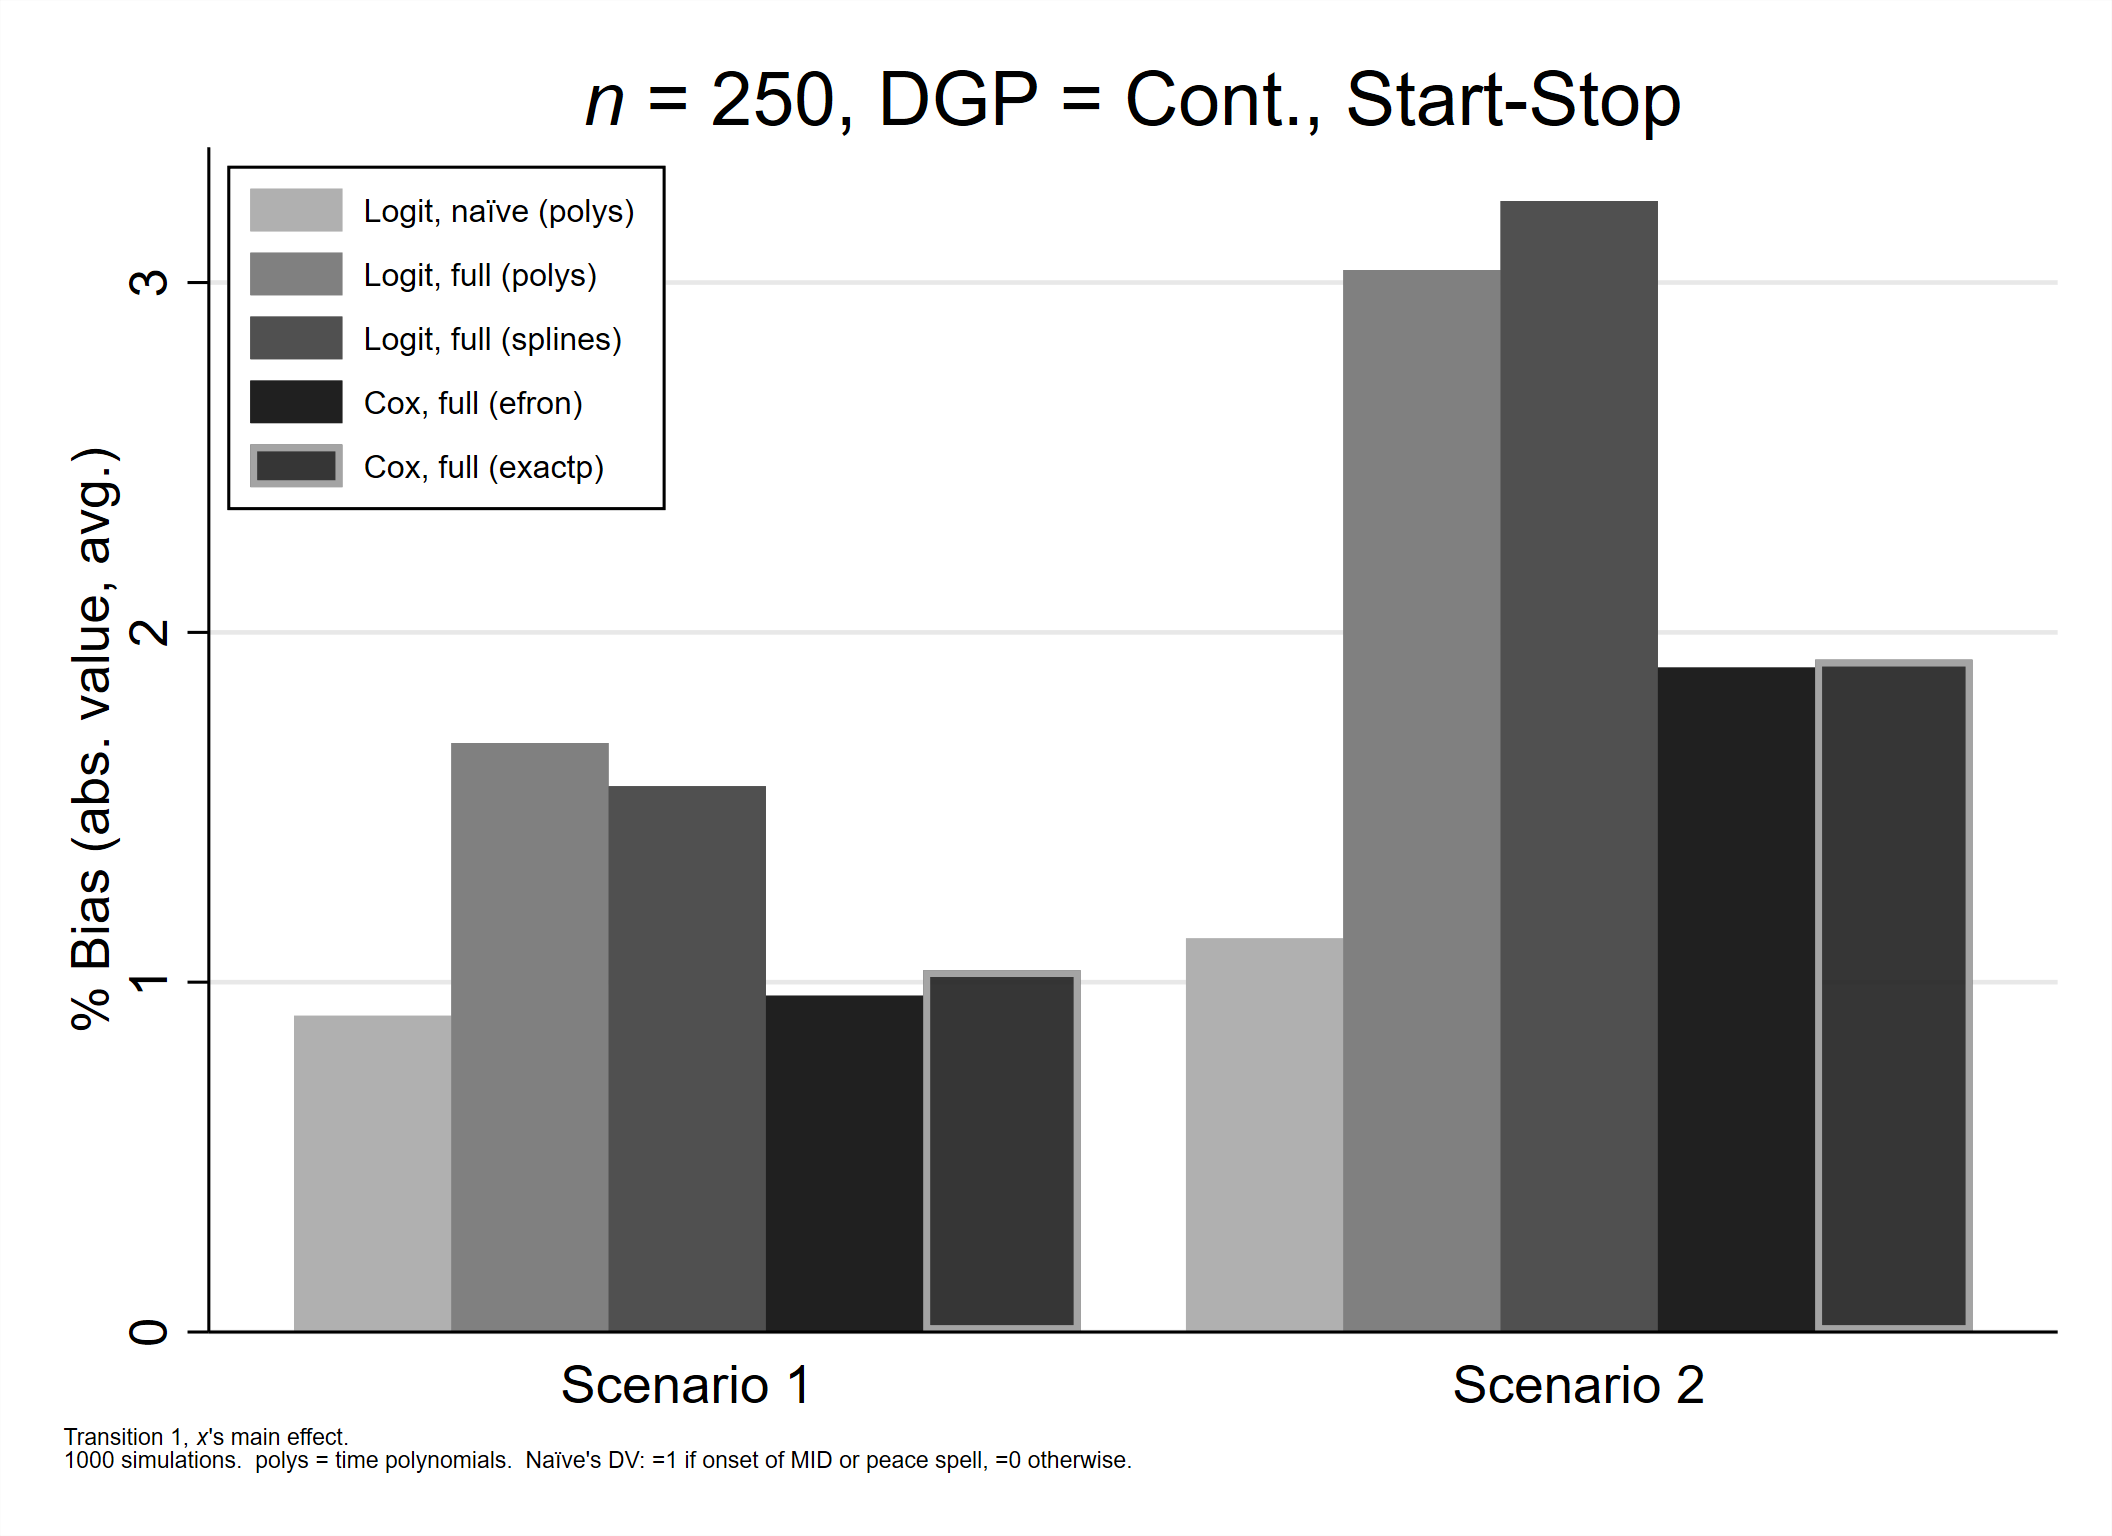 n = 250, DGP = Cont., Start-Stop
Logit, naïve (polys)
Logit, full (polys)
Logit, full (splines)
Cox, full (efron)
Cox, full (exactp)
% Bias (abs. value, avg.)
3
2
1
0
Scenario 1
Scenario 2
Transition 1, x's main effect.
1000 simulations.  polys = time polynomials.  Naïve's DV: =1 if onset of MID or peace spell, =0 otherwise.